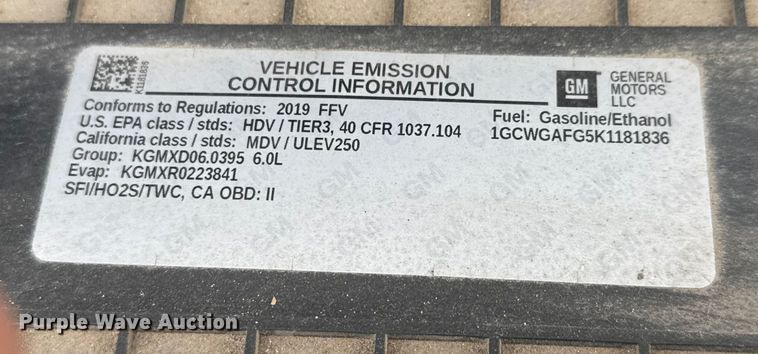 K1181836
VEHICLE EMISSION
CONTROL INFORMATION
GM
GENERAL
MOTORS
LLC
Conforms to Regulations: 2019 FFV
Fuel: Gasoline/Ethanol
U.S. EPA class / stds: HDV / TIER3, 40 CFR 1037.104
1GCWGAFG5K1181836
California class / stds: MDV / ULEV250
Group: KGMXD06.0395 6.0L
Evap: KGMXR0223841
SFI/HO2S/TWC, CA OBD: II
Purple Wave Auction